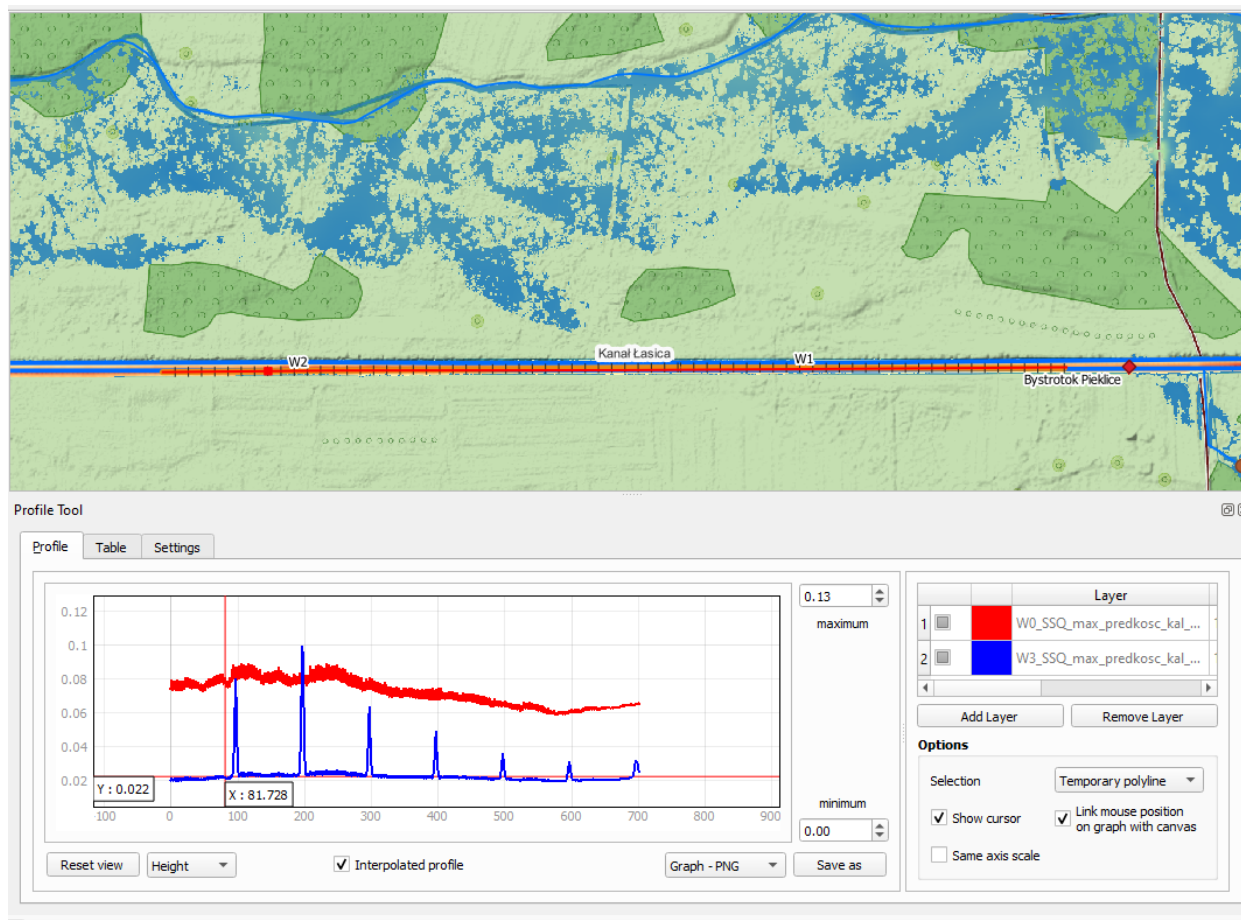 W2
Kanał Łasica
W1
Bystrotok Pieklice
Profile Tool
Profile
Table
Settings
0.12
0.1
0.08
0.06
0.04
0.02
Y : 0.022
X : 81.728
-100
0
100
200
300
400
500
600
700
800
900
0.13
maximum
minimum
0.00
Reset view
Height
Interpolated profile
Graph - PNG
Save as
Layer
1
W0_SSQ_max_predkosc_kal_...
2
W3_SSQ_max_predkosc_kal_...
Add Layer
Remove Layer
Options
Selection
Temporary polyline
Show cursor
Link mouse position
on graph with canvas
Same axis scale